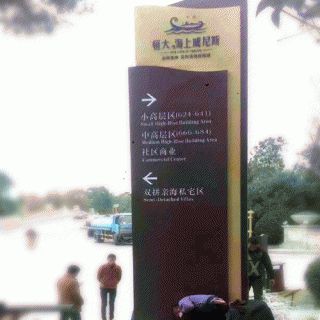 恒大海上威尼斯
小高层区(624-641)
Small High-Rise Building Area
中高层区(666-684)
Medium High-Rise Building Area
社区商业
Commercial Center
双拼亲海私宅区
Semi-Detached Villas